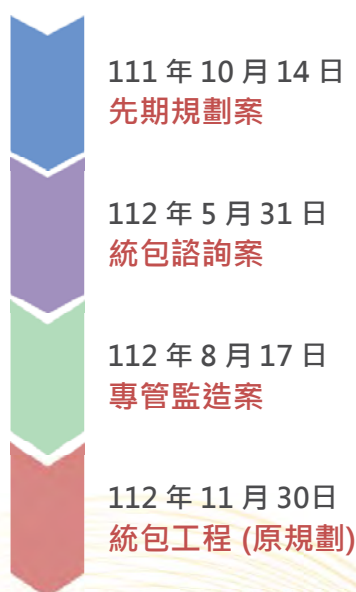 111 年 10 月 14 日
先期規劃案
112 年 5 月 31 日
統包諮詢案
112 年 8 月 17 日
專管監造案
112 年 11 月 30日
統包工程 (原規劃)